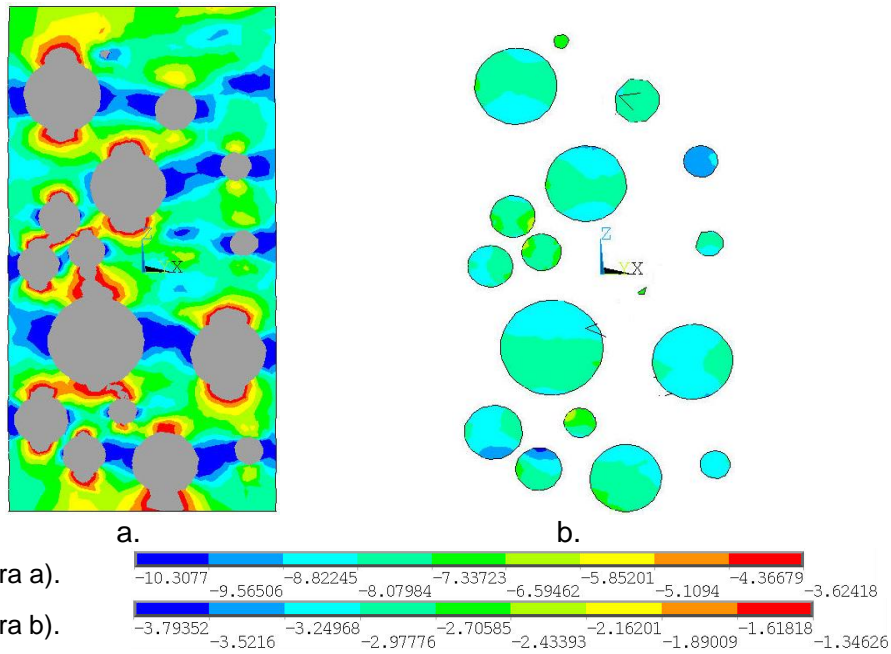 Z
X
Z
Y X
a.
b.
ra a).
-10.3077 -8.82245 -7.33723 -5.85201 -4.36679
-9.56506 -8.07984 -6.59462 -5.1094 -3.62418
ra b).
-3.79352 -3.24968 -2.70585 -2.16201 -1.61818
-3.5216 -2.97776 -2.43393 -1.89009 -1.34626